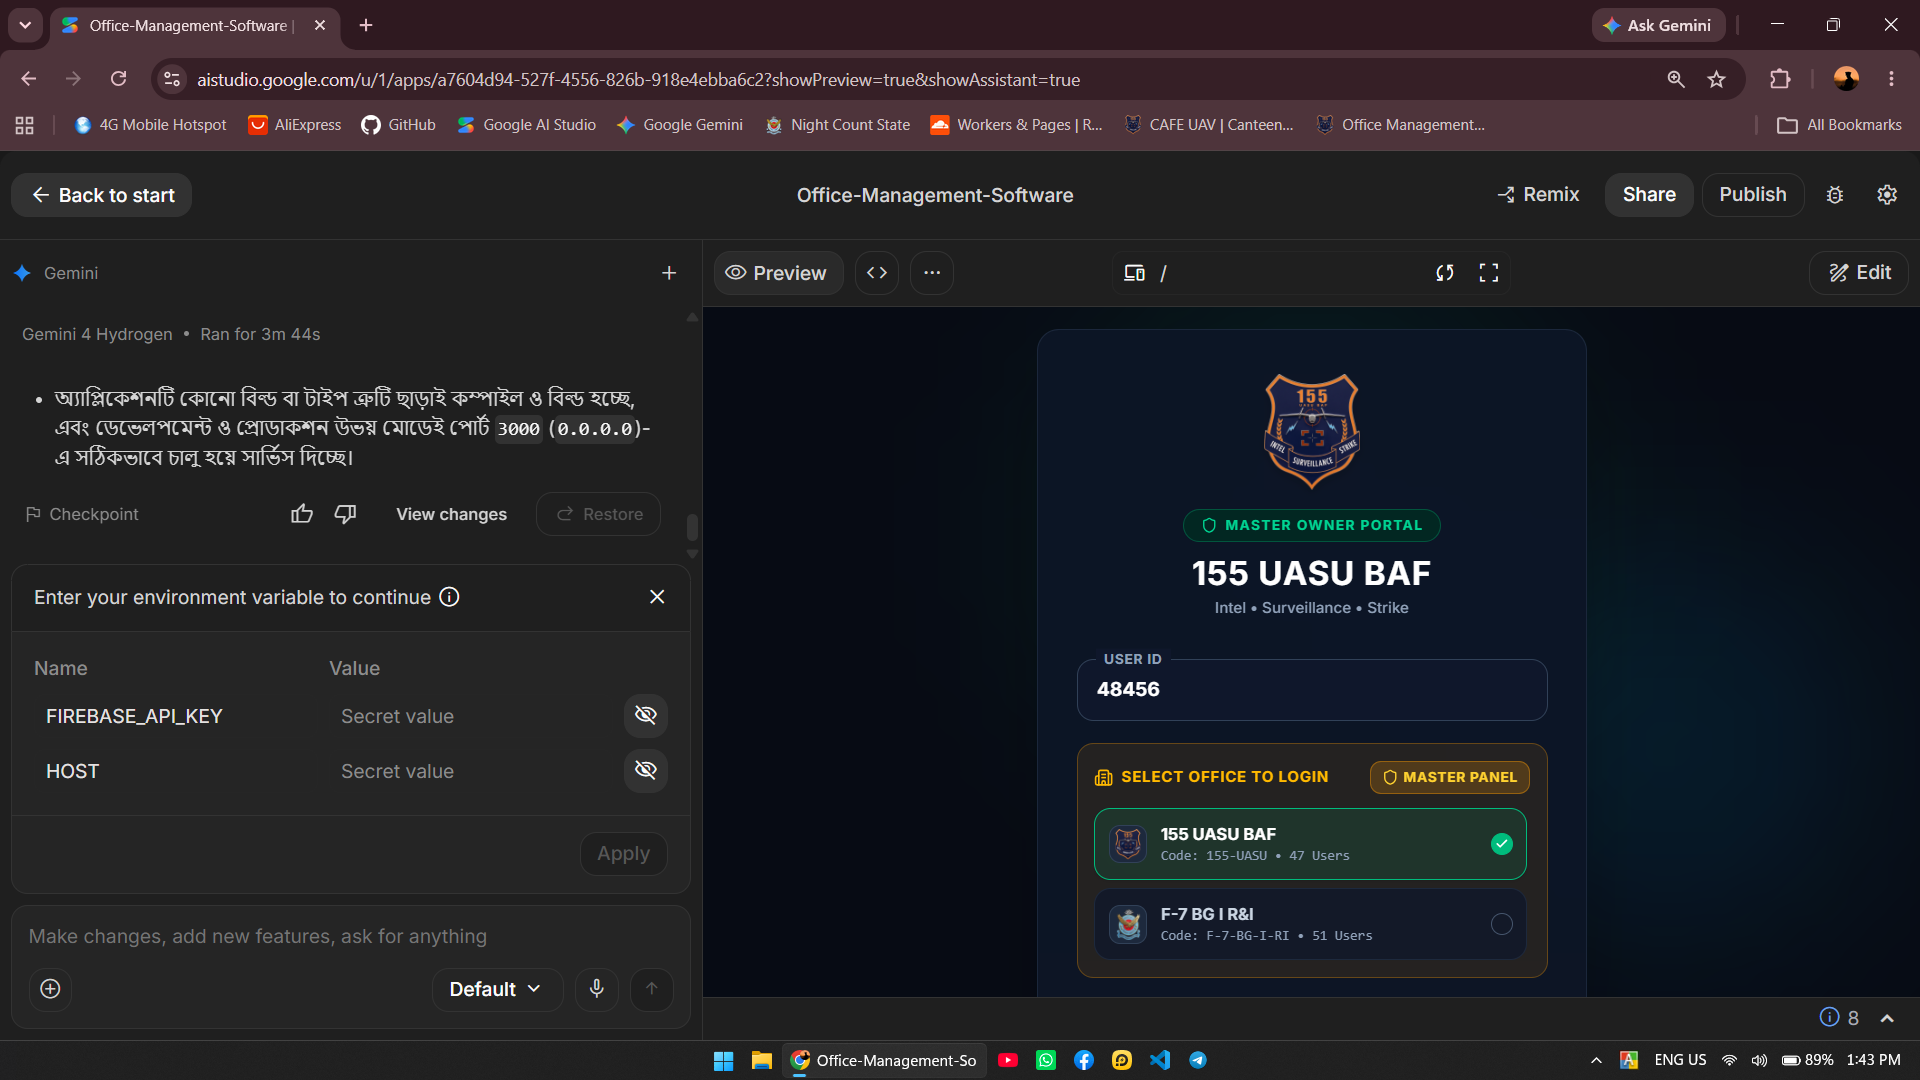 Office-Management-Software |
Ask Gemini
aistudio.google.com/u/1/apps/a7604d94-527f-4556-826b-918e4ebba6c2?showPreview=true&showAssistant=true
4G Mobile Hotspot
AliExpress
GitHub
Google AI Studio
Google Gemini
Night Count State
Workers & Pages | R...
CAFE UAV | Canteen...
Office Management...
All Bookmarks
Back to start
Office-Management-Software
Remix
Share
Publish
Gemini
Preview
/
Edit
Gemini 4 Hydrogen • Ran for 3m 44s
• অ্যাপ্লিকেশনটি কোনো বিল্ড বা টাইপ ত্রুটি ছাড়াই কম্পাইল ও বিল্ড হচ্ছে,
এবং ডেভেলপমেন্ট ও প্রোডাকশন উভয় মোডেই পোর্ট 3000 (0.0.0.0)-
এ সঠিকভাবে চালু হয়ে সার্ভিস দিচ্ছে।
Checkpoint
View changes
Restore
Enter your environment variable to continue
Name
Value
FIREBASE_API_KEY
Secret value
HOST
Secret value
Apply
Make changes, add new features, ask for anything
Default
155
INTEL
SURVEILLANCE
STRIKE
MASTER OWNER PORTAL
155 UASU BAF
Intel • Surveillance • Strike
USER ID
48456
SELECT OFFICE TO LOGIN
MASTER PANEL
155 UASU BAF
Code: 155-UASU • 47 Users
F-7 BG I R&I
Code: F-7-BG-I-RI • 51 Users
8
Office-Management-So
ENG US
89%
1:43 PM